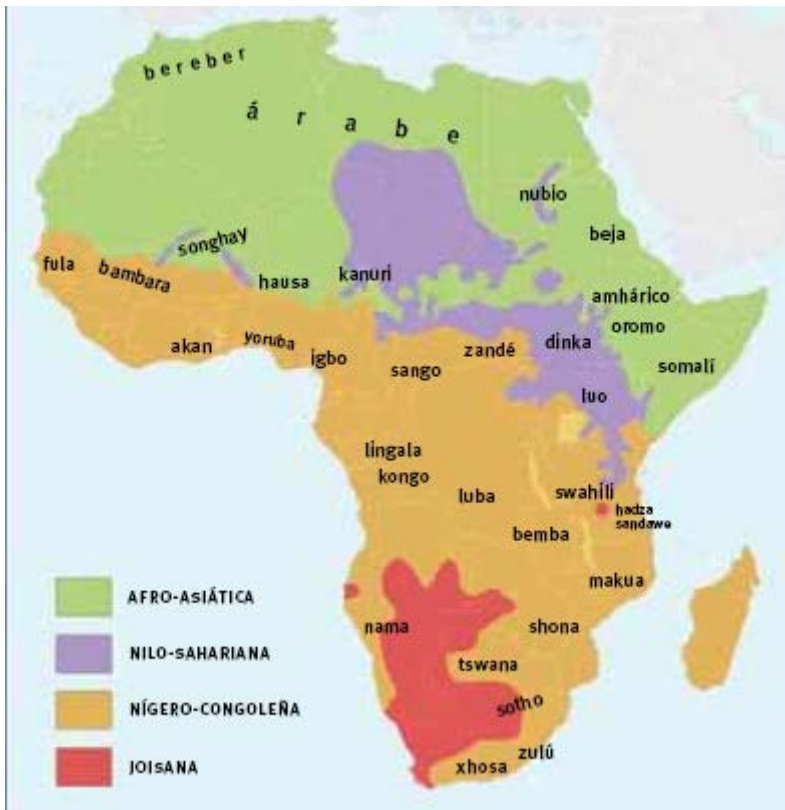 bereber
árabe
nubio
beja
songhay
fula
bambara
hausa
kanuri
amhárico
oromo
akan
yoruba
igbo
sango
zandé
dinka
somalí
luo
lingala
kongo
luba
swahili
hadza
sandawe
bemba
makua
nama
shona
tswana
sotho
zulú
xhosa
AFRO-ASIÁTICA
NILO-SAHARIANA
NÍGERO-CONGOLEÑA
JOISANA